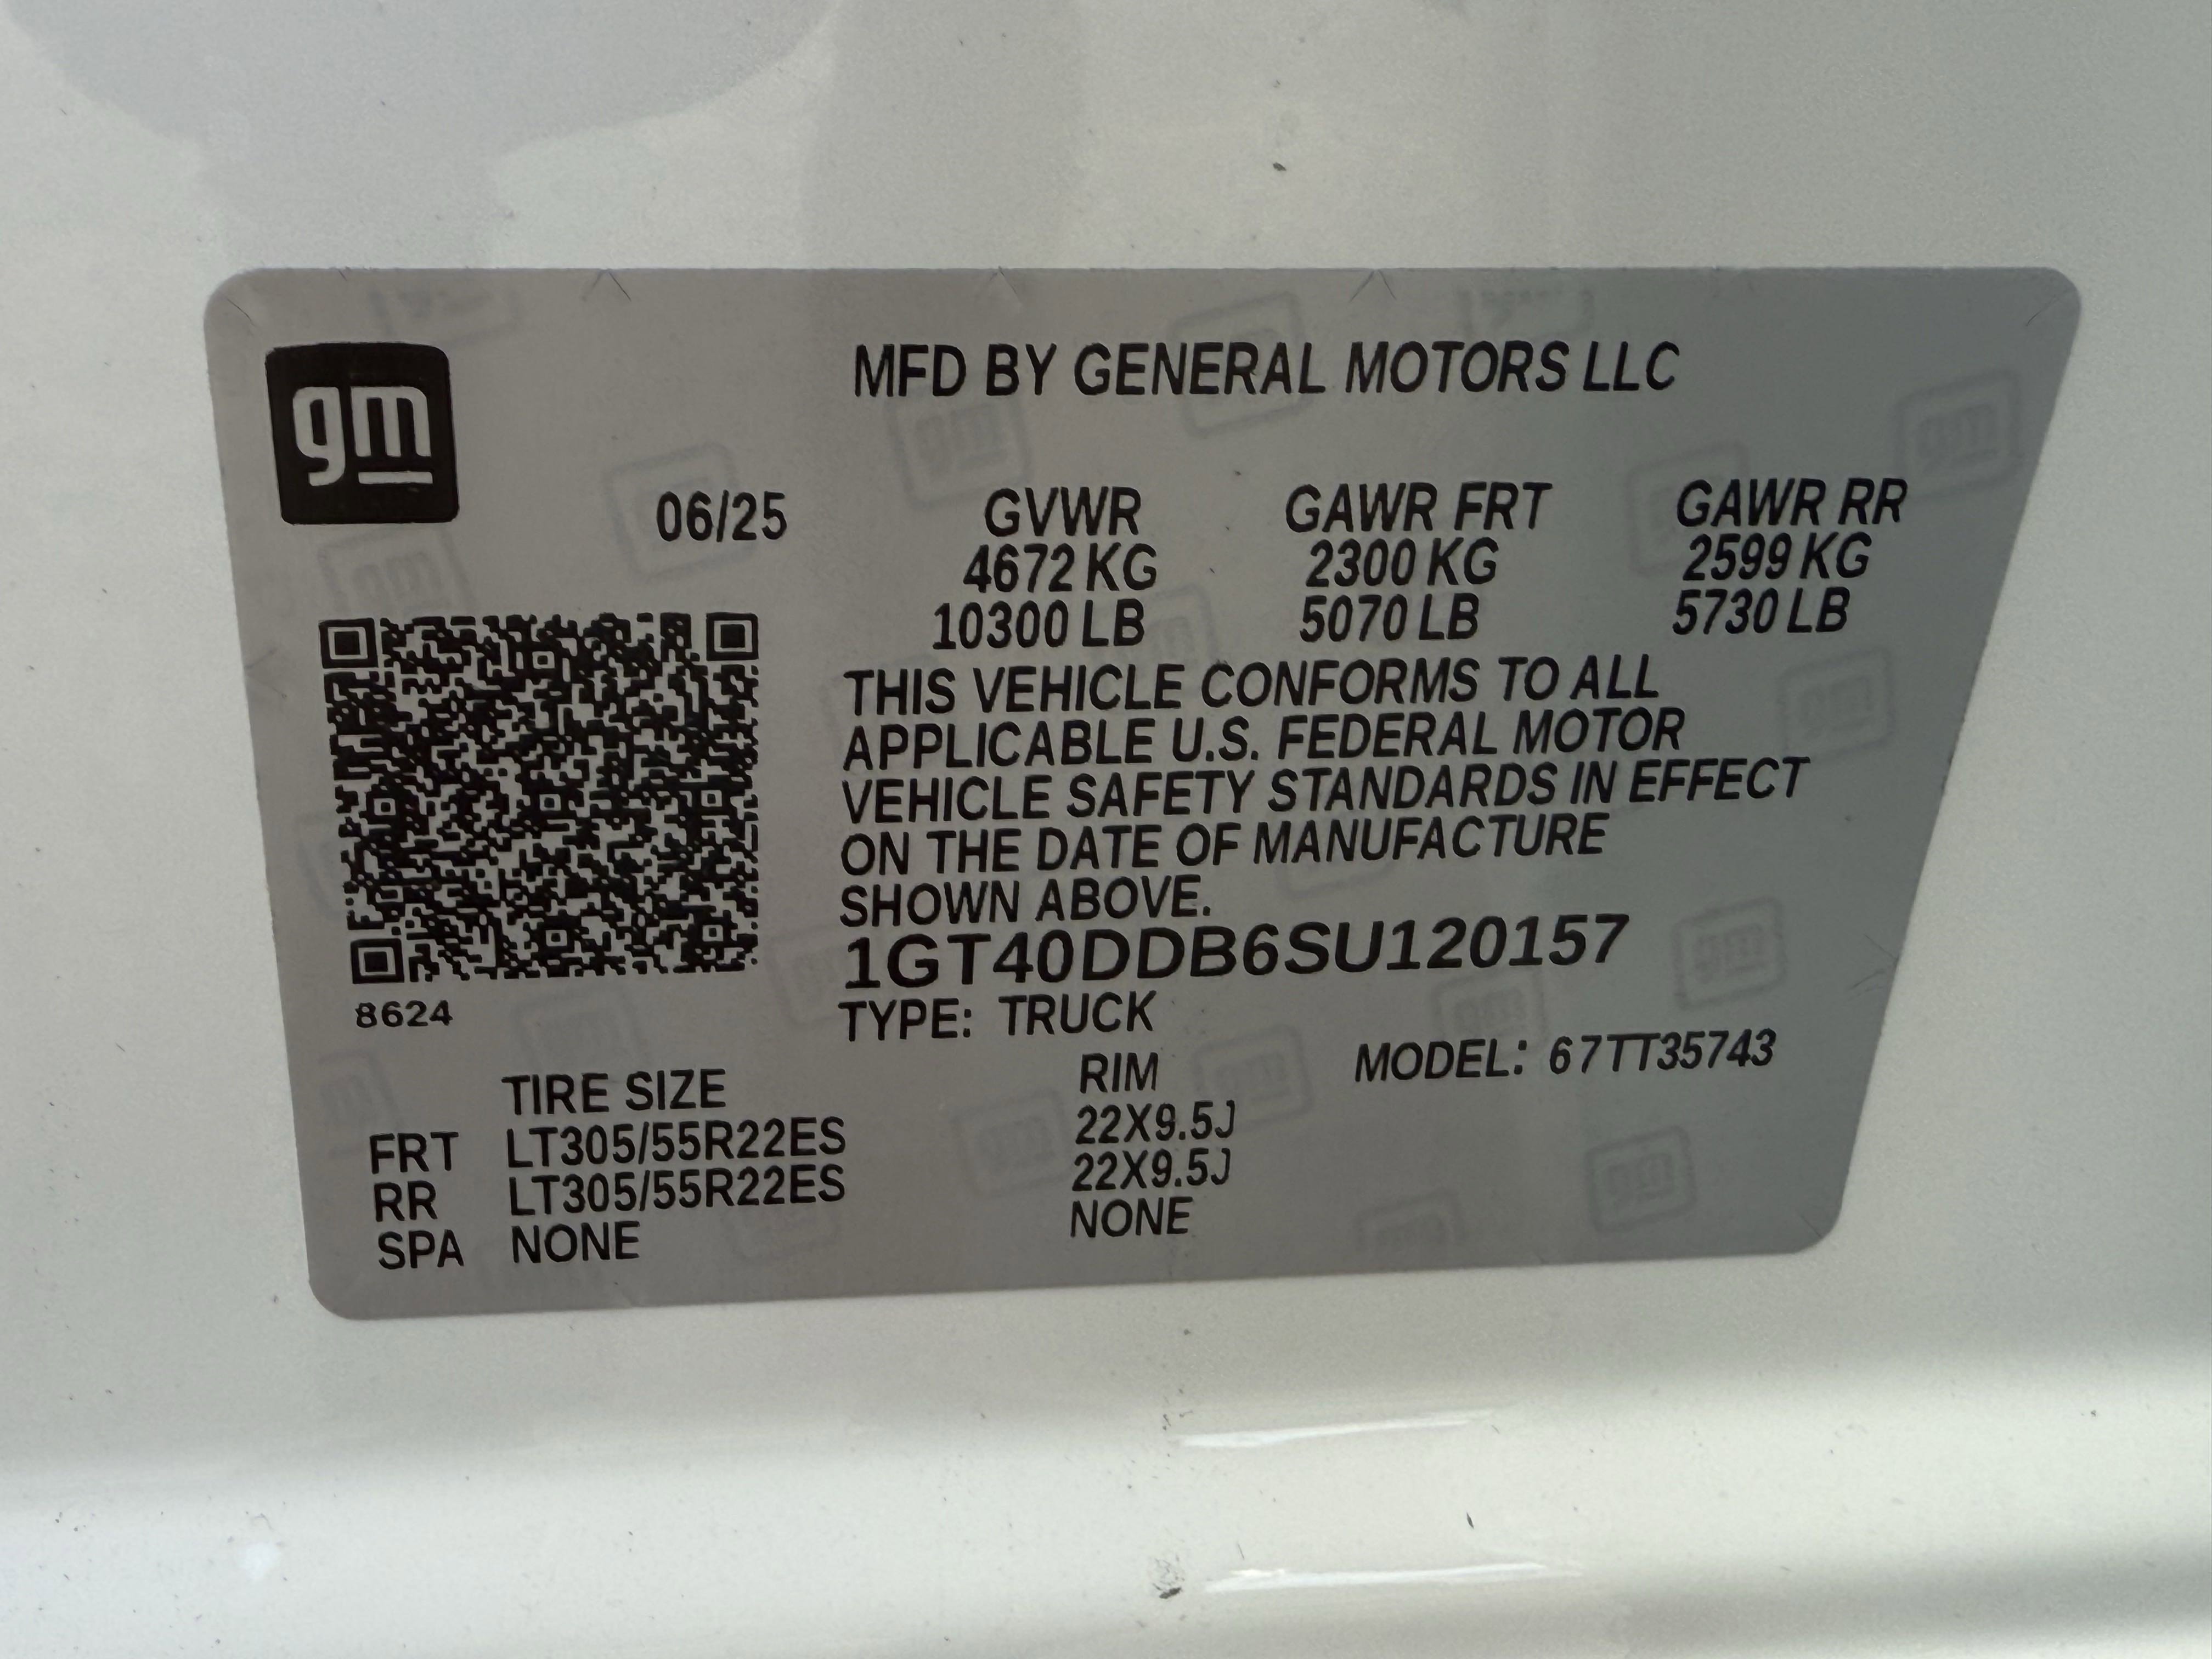 gm
MFD BY GENERAL MOTORS LLC
06/25 GVWR GAWR FRT GAWR RR
4672 KG 2300 KG 2599 KG
10300 LB 5070 LB 5730 LB
THIS VEHICLE CONFORMS TO ALL
APPLICABLE U.S. FEDERAL MOTOR
VEHICLE SAFETY STANDARDS IN EFFECT
ON THE DATE OF MANUFACTURE
SHOWN ABOVE.
1GT40DDB6SU120157
8624
TYPE: TRUCK
MODEL: 67TT35743
TIRE SIZE RIM
FRT LT305/55R22ES 22X9.5J
RR LT305/55R22ES 22X9.5J
SPA NONE NONE